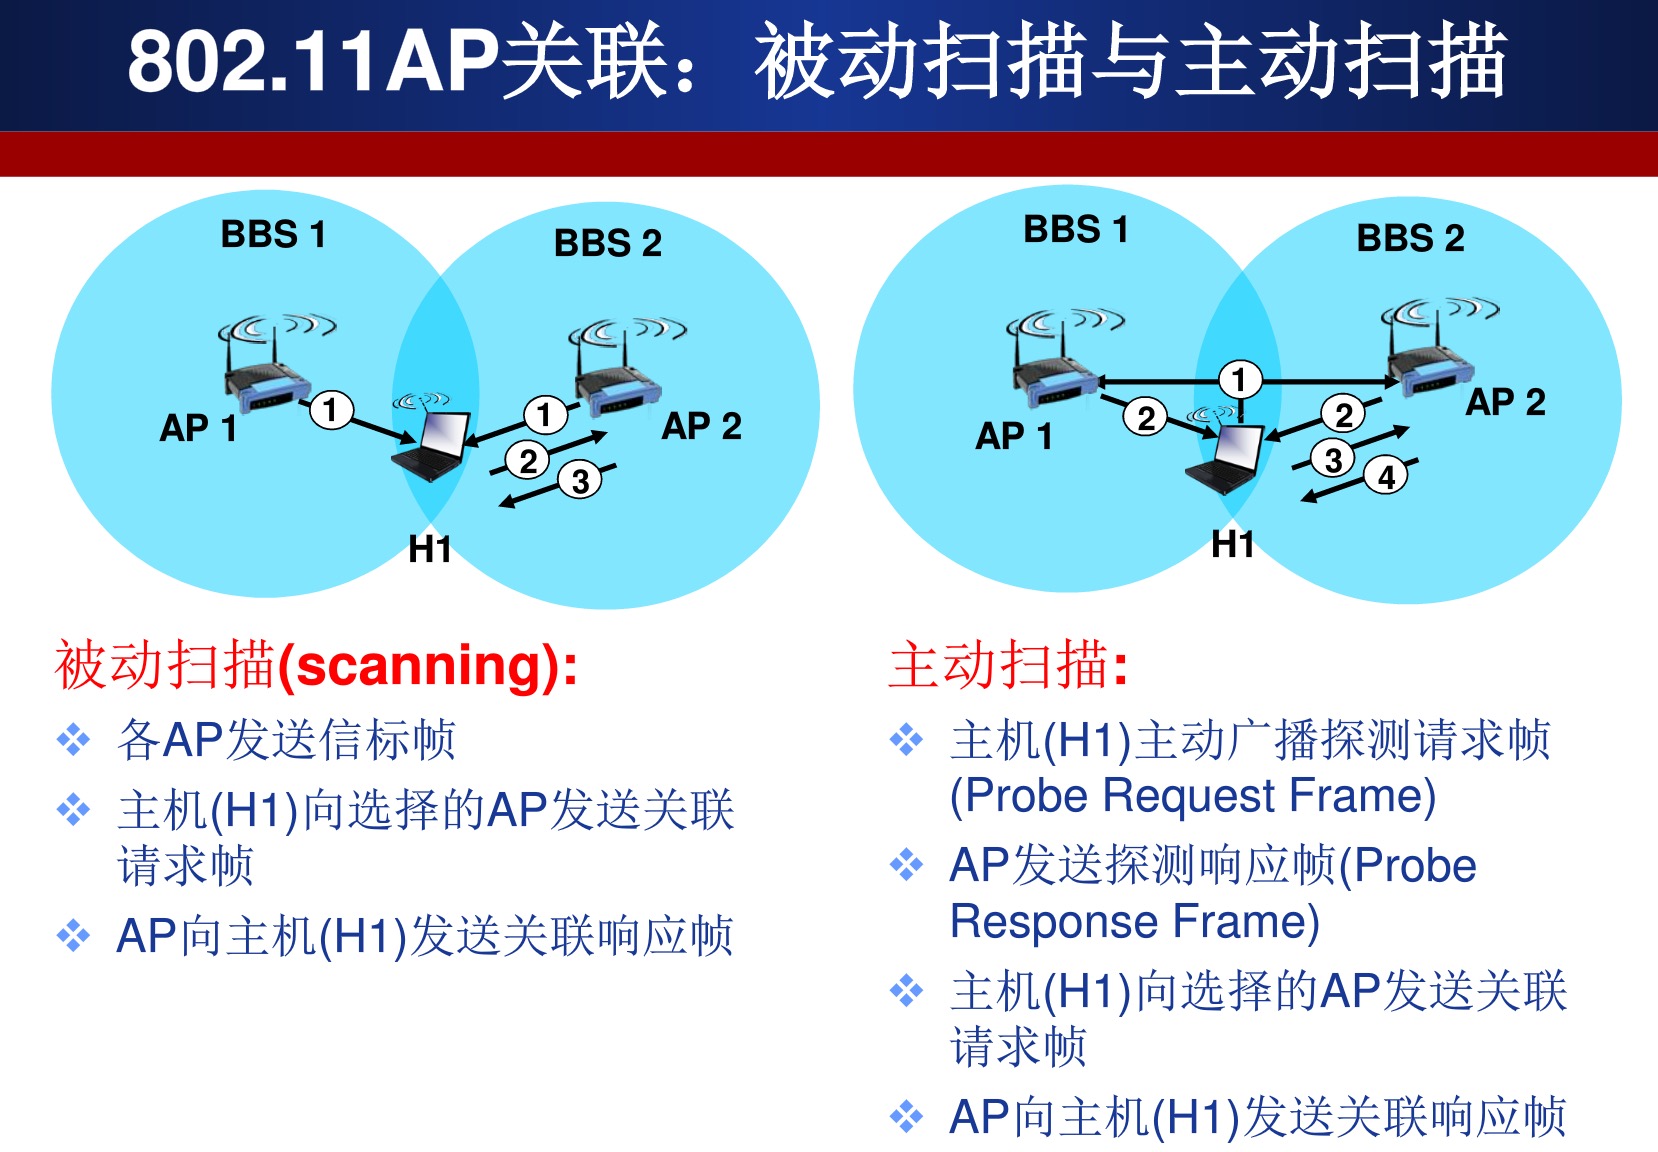 802.11AP关联：被动扫描与主动扫描
BBS 1
BBS 2
AP 1
1
1
AP 2
2
3
H1
BBS 1
BBS 2
1
AP 2
AP 1
2
2
3
4
H1
被动扫描(scanning):
各AP发送信标帧
主机(H1)向选择的AP发送关联
请求帧
AP向主机(H1)发送关联响应帧
主动扫描:
主机(H1)主动广播探测请求帧
(Probe Request Frame)
AP发送探测响应帧(Probe
Response Frame)
主机(H1)向选择的AP发送关联
请求帧
AP向主机(H1)发送关联响应帧